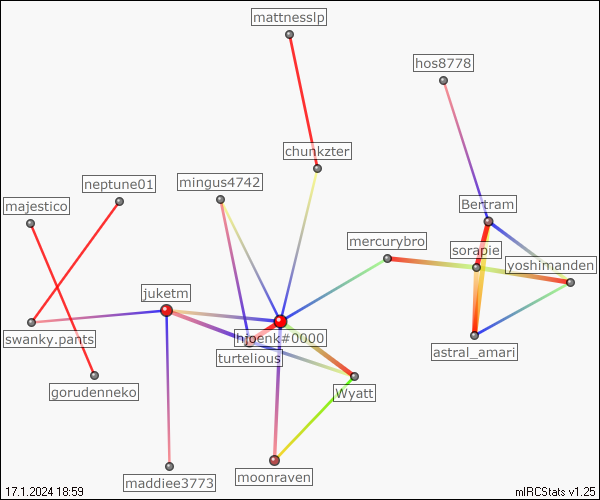 mattnesslp
hos8778
chunkzter
neptune01
mingus4742
majestico
Bertram
mercurybro
sorapie
yoshimanden
juketm
swanky.pants
hjoenk#0000
turtelious
astral_amari
gorudenneko
Wyatt
maddiee3773
moonraven
17.1.2024 18:59
mIRCStats v1.25